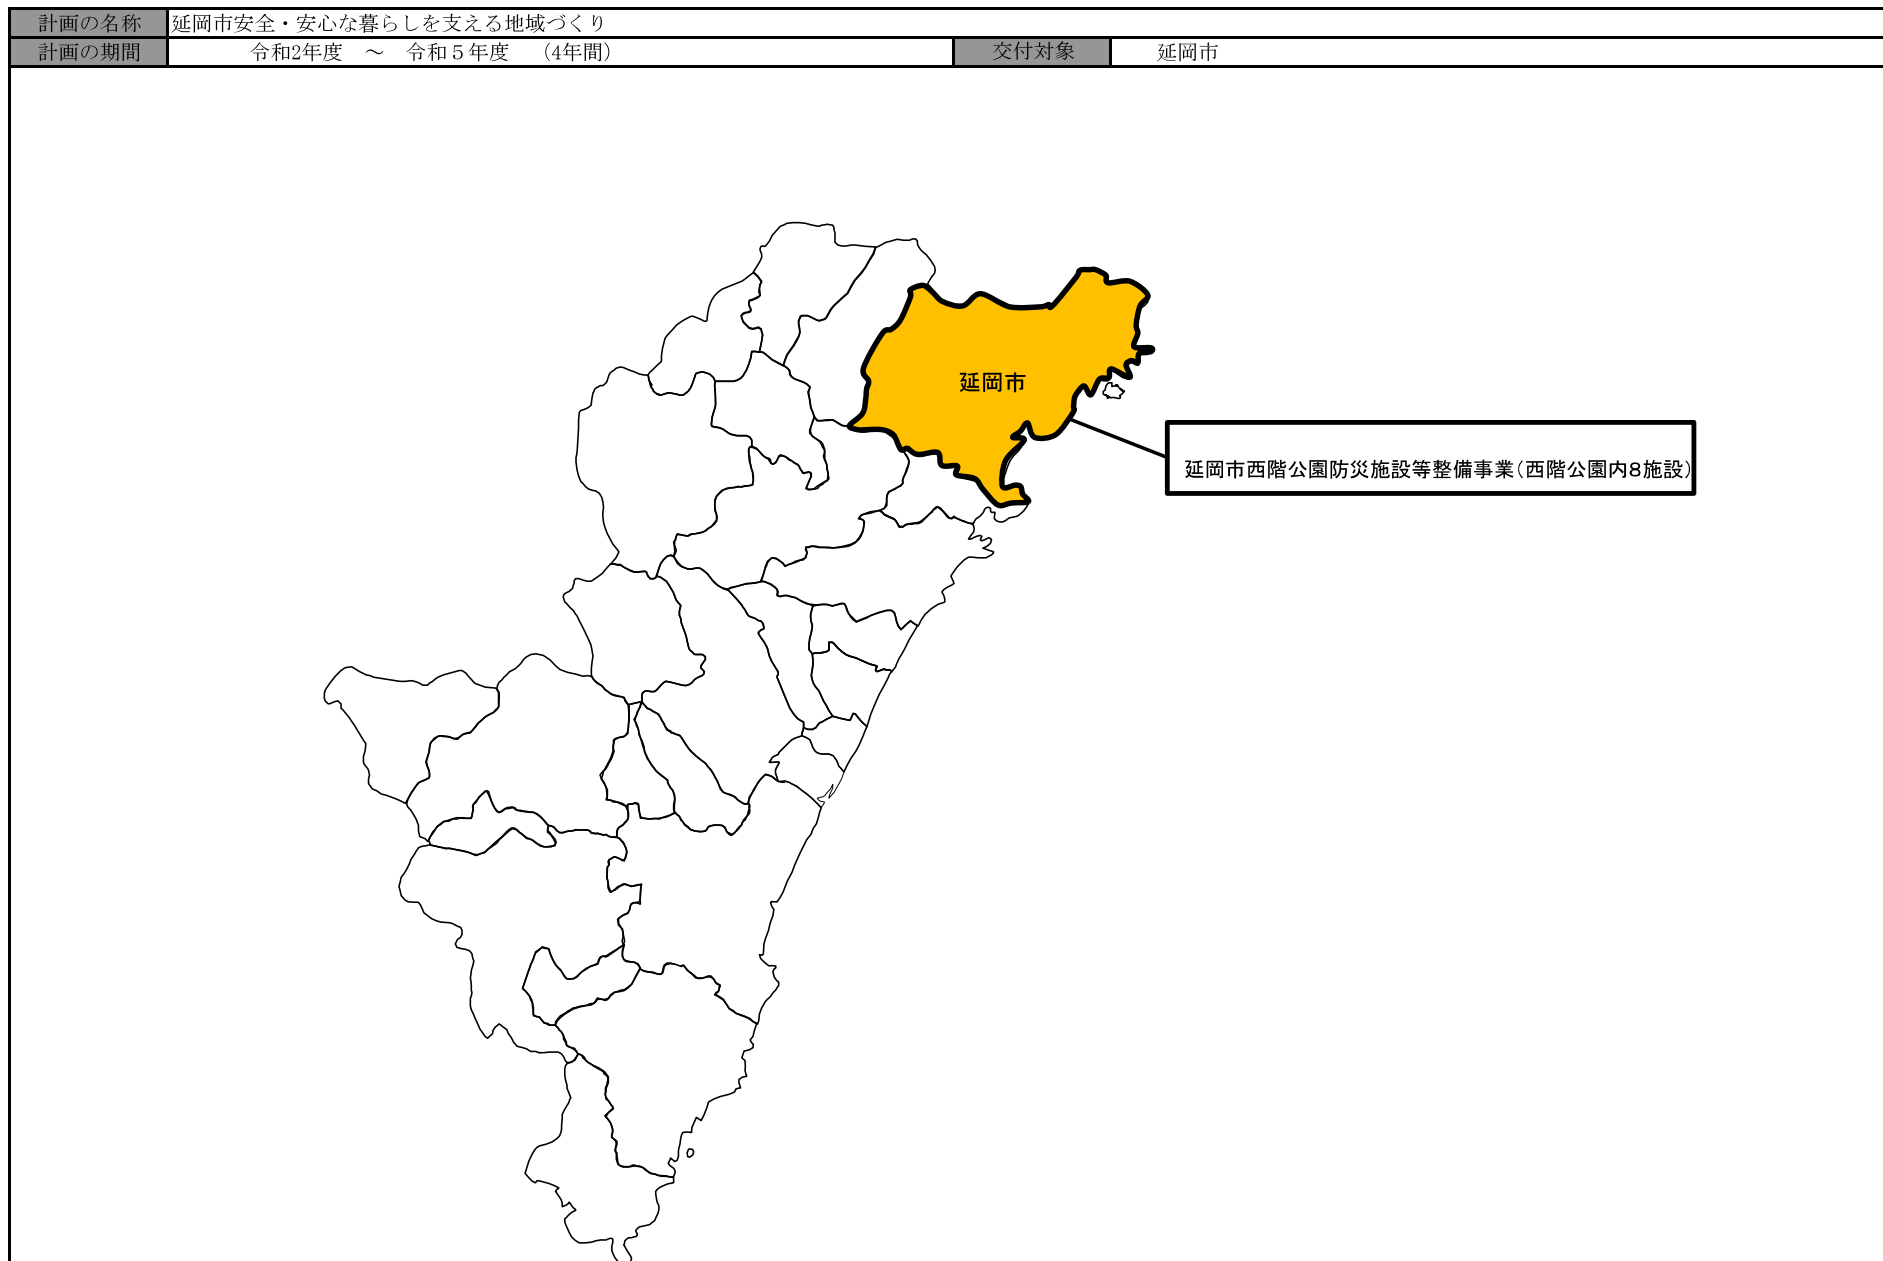 計画の名称 延岡市安全・安心な暮らしを支える地域づくり
計画の期間 令和2年度　～　令和５年度　（4年間） 交付対象 延岡市
延岡市
延岡市西階公園防災施設等整備事業（西階公園内８施設）